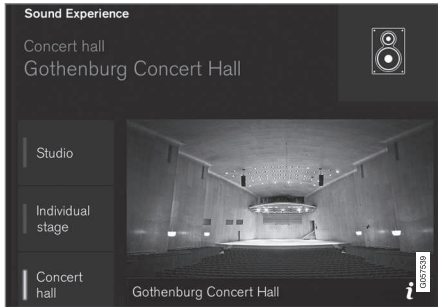 Sound Experience
Concert hall
Gothenburg Concert Hall
Studio
Individual
stage
Concert
hall
Gothenburg Concert Hall
i
G057539